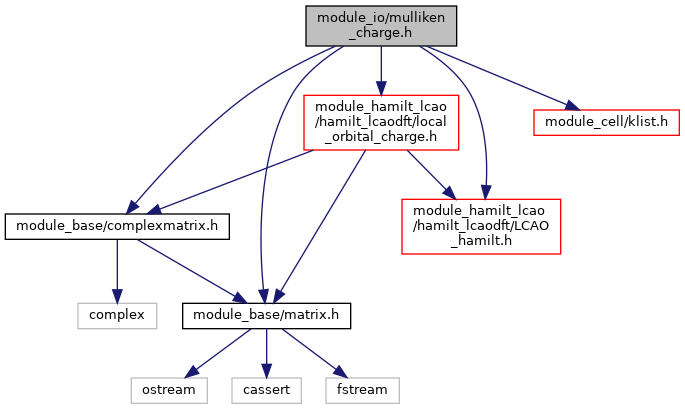 module_io/mulliken
_charge.h
module_hamilt_lcao
/hamilt_lcaodft/local
_orbital_charge.h
module_cell/klist.h
module_base/complexmatrix.h
module_hamilt_lcao
/hamilt_lcaodft/LCAO
_hamilt.h
complex
module_base/matrix.h
ostream
cassert
fstream